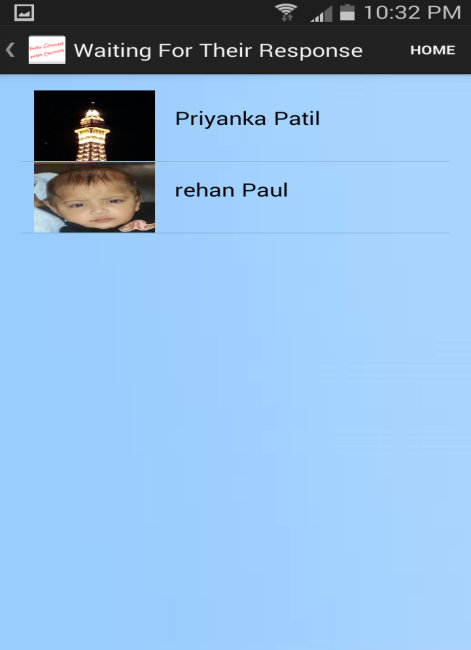 10:32 PM
Waiting For Their Response
HOME
Priyanka Patil
rehan Paul